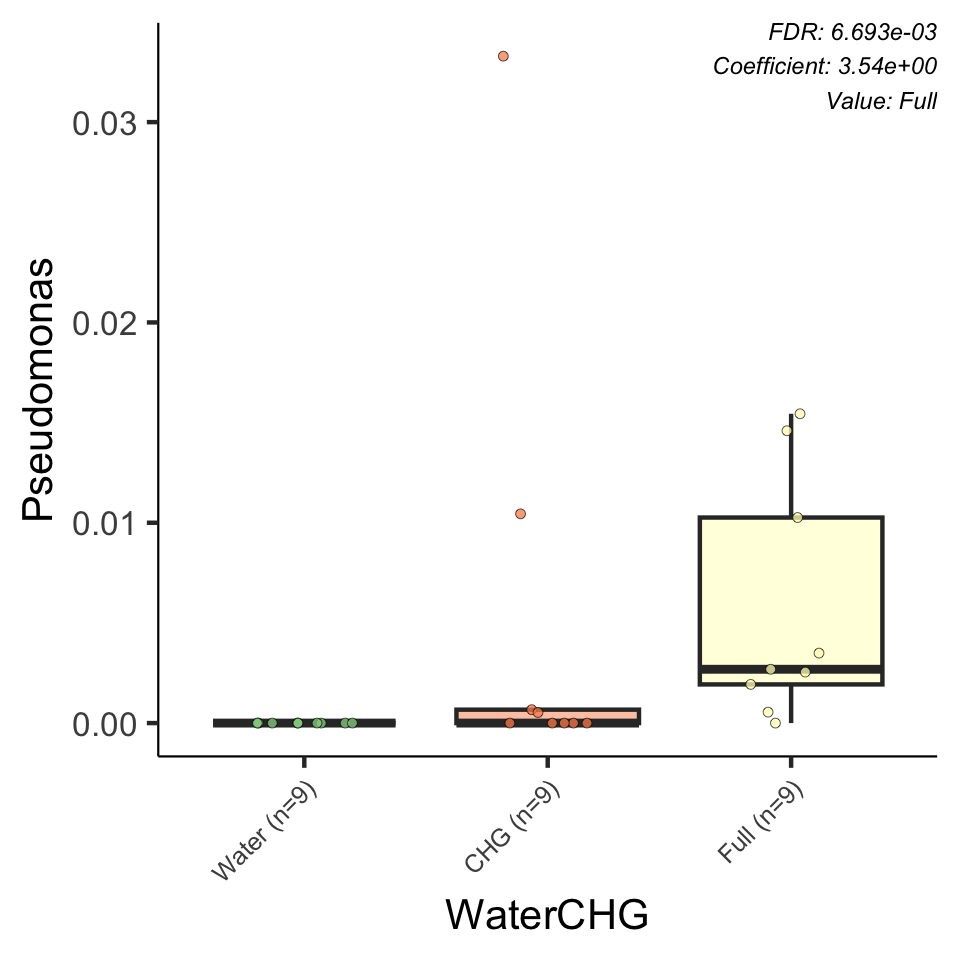 FDR: 6.693e-03
Coefficient: 3.54e+00
Value: Full
Pseudomonas
0.03
0.02
0.01
0.00
Water (n=9)
CHG (n=9)
Full (n=9)
WaterCHG